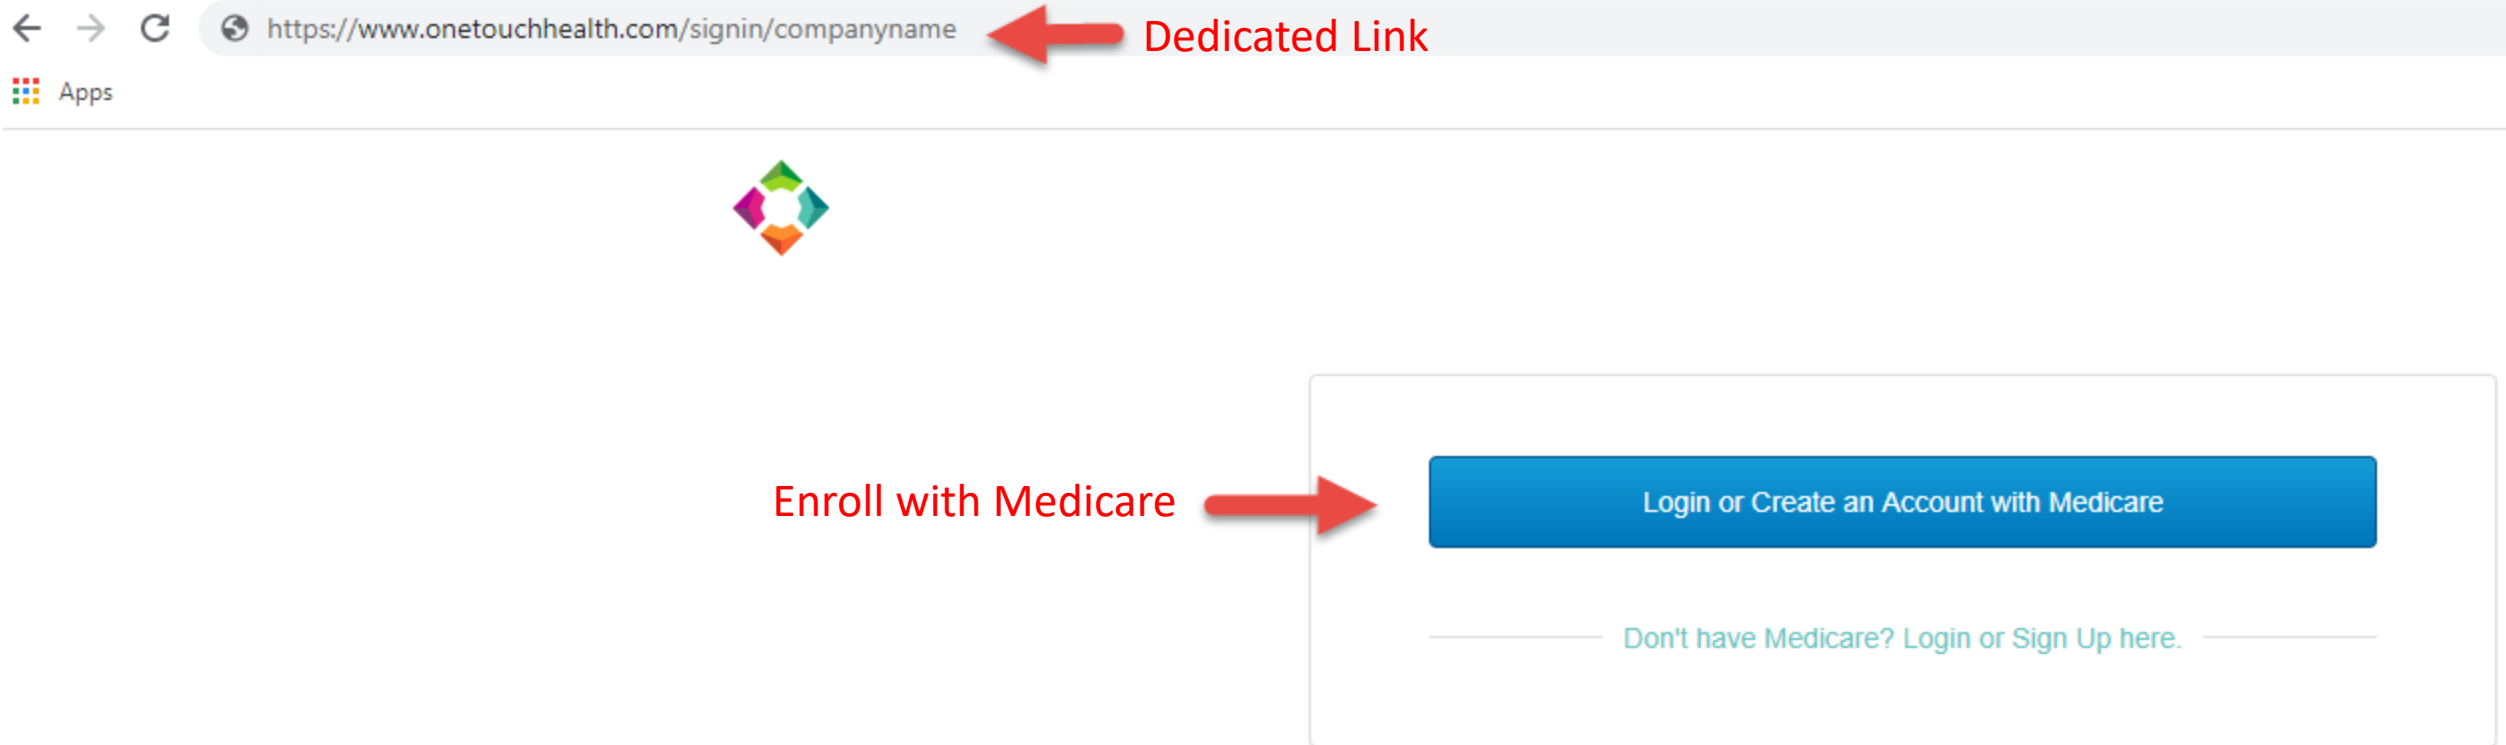 https://www.onetouchhealth.com/signin/companyname
Dedicated Link
Apps
Enroll with Medicare
Login or Create an Account with Medicare
Don't have Medicare? Login or Sign Up here.